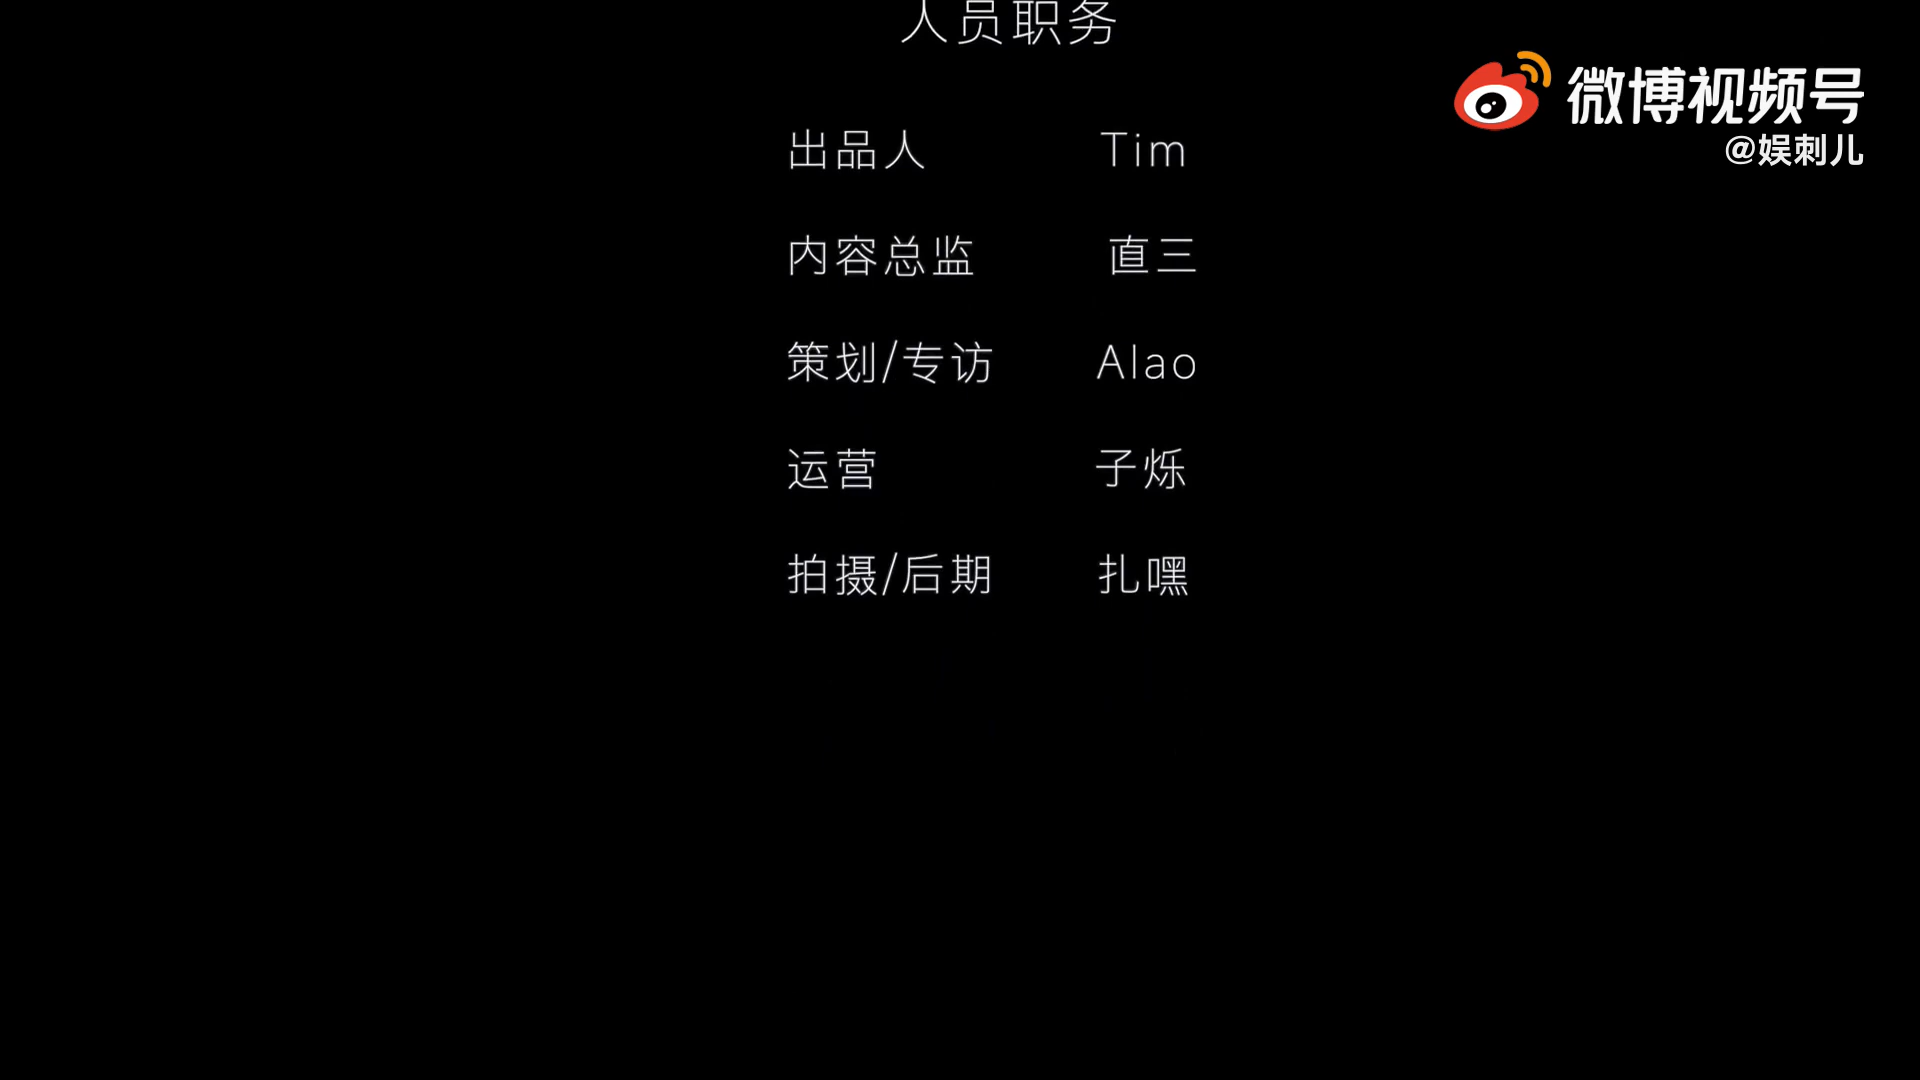 人员职务
微博视频号
@娱刺儿
出品人 Tim
内容总监 直三
策划/专访 Alao
运营 子烁
拍摄/后期 扎嘿